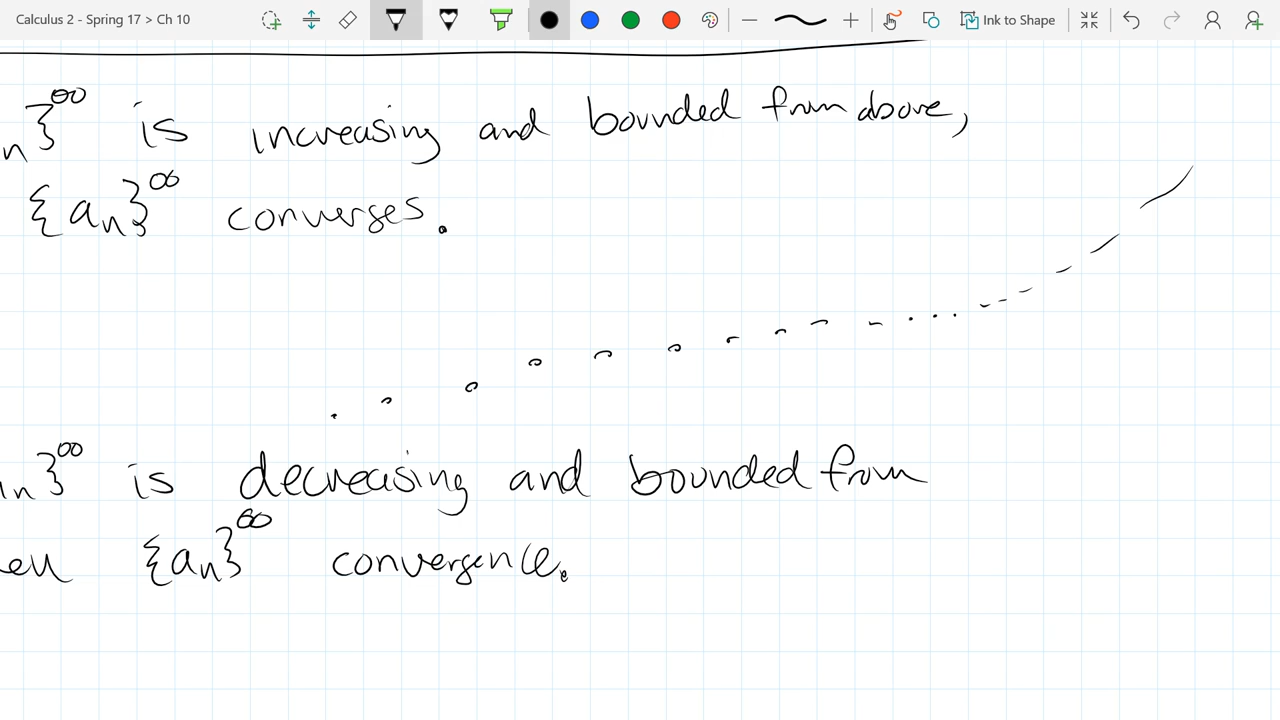 Calculus 2 - Spring 17 > Ch 10
Ink to Shape
n}^∞ is increasing and bounded from above,
{a_n}^∞ converges.
a_n}^∞ is decreasing and bounded from
en {a_n}^∞ convergence.